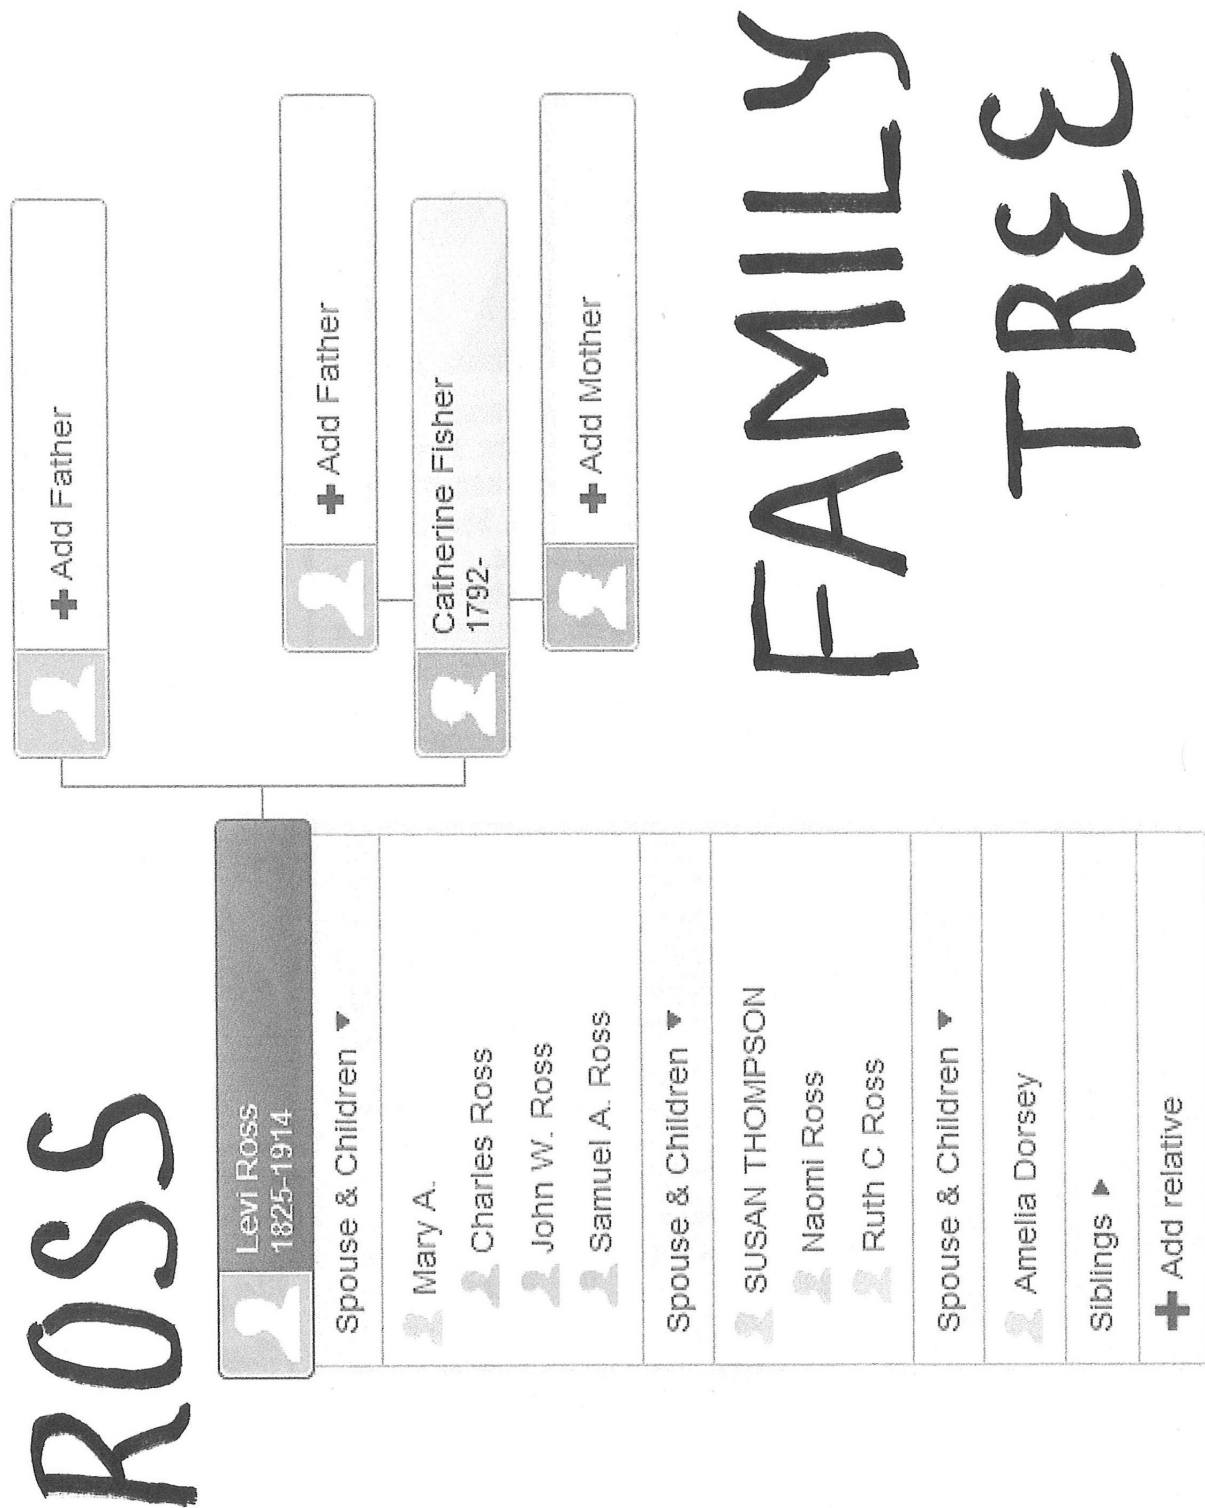 ROSS
Levi Ross
1825-1914
Spouse & Children ▼
Mary A.
Charles Ross
John W. Ross
Samuel A. Ross
Spouse & Children ▼
SUSAN THOMPSON
Naomi Ross
Ruth C Ross
Spouse & Children ▼
Amelia Dorsey
Siblings ▶
+ Add relative
+ Add Father
+ Add Father
Catherine Fisher
1792-
+ Add Mother
FAMILY
TREE